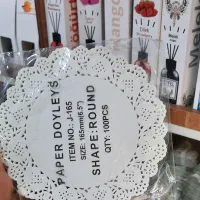 PAPER DOYLEYS
ITEM NO.: J-165
SIZE: 165mm(6.5")
SHAPE:ROUND
QTY: 100PCS